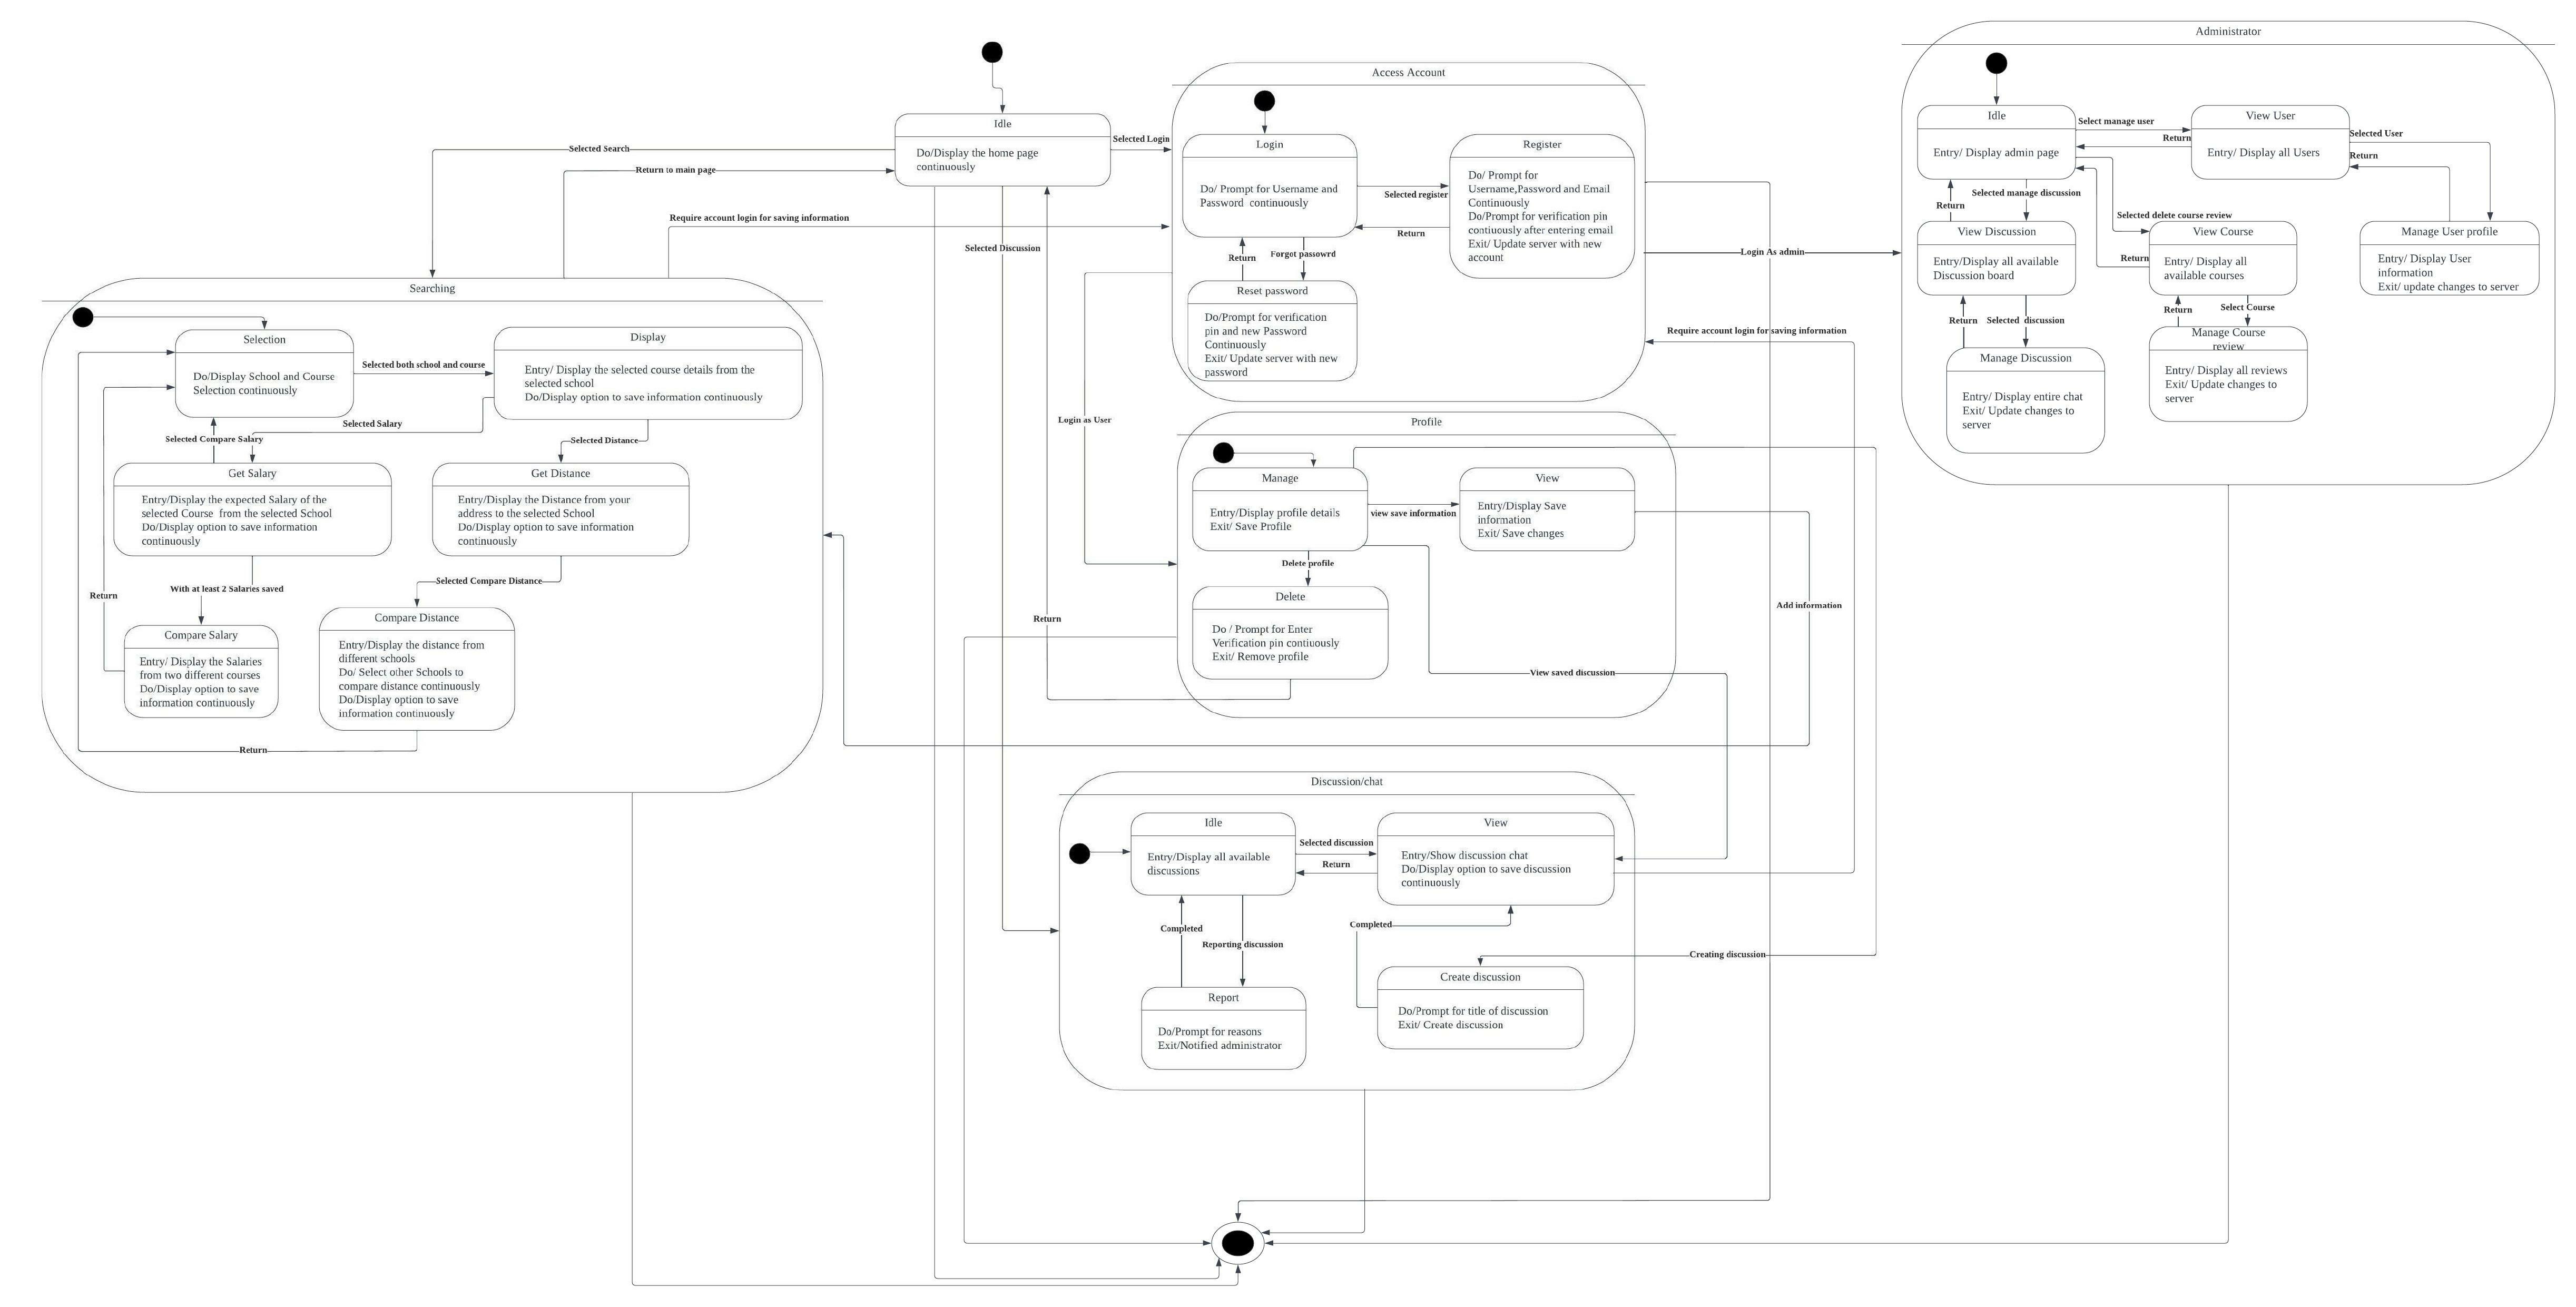 Administrator
Access Account
Idle
Do/Display the home page
continuously
Selected Login
Selected Search
Return to main page
Require account login for saving information
Selected Discussion
Login
Do/ Prompt for Username and
Password  continuously
Selected register
Return
Register
Do/ Prompt for
Username,Password and Email
Continuously
Do/Prompt for verification pin
contiuously after entering email
Exit/ Update server with new
account
Return
Forgot passowrd
Reset password
Do/Prompt for verification
pin and new Password
Continuously
Exit/ Update server with new
password
Login as User
Login As admin
Require account login for saving information
Idle
Entry/ Display admin page
Select manage user
Return
View User
Entry/ Display all Users
Selected User
Return
Return
Selected manage discussion
Selected delete course review
Return
View Discussion
Entry/Display all available
Discussion board
View Course
Entry/ Display all
available courses
Manage User profile
Entry/ Display User
information
Exit/ update changes to server
Return
Selected  discussion
Return
Select Course
Manage Discussion
Entry/ Display entire chat
Exit/ Update changes to
server
Manage Course
review
Entry/ Display all reviews
Exit/ Update changes to
server
Searching
Selection
Do/Display School and Course
Selection continuously
Selected both school and course
Display
Entry/ Display the selected course details from the
selected school
Do/Display option to save information continuously
Selected Salary
Selected Compare Salary
Selected Distance
Get Salary
Entry/Display the expected Salary of the
selected Course  from the selected School
Do/Display option to save information
continuously
Get Distance
Entry/Display the Distance from your
address to the selected School
Do/Display option to save information
continuously
With at least 2 Salaries saved
Selected Compare Distance
Return
Compare Salary
Entry/ Display the Salaries
from two different courses
Do/Display option to save
information continuously
Compare Distance
Entry/Display the distance from
different schools
Do/ Select other Schools to
compare distance continuously
Do/Display option to save
information continuously
Return
Profile
Manage
Entry/Display profile details
Exit/ Save Profile
view save information
View
Entry/Display Save
information
Exit/ Save changes
Delete profile
Delete
Do / Prompt for Enter
Verification pin contiuously
Exit/ Remove profile
Return
Add information
View saved discussion
Discussion/chat
Idle
Entry/Display all available
discussions
Selected discussion
Return
View
Entry/Show discussion chat
Do/Display option to save discussion
continuously
Completed
Reporting discussion
Completed
Creating discussion
Report
Do/Prompt for reasons
Exit/Notified administrator
Create discussion
Do/Prompt for title of discussion
Exit/ Create discussion